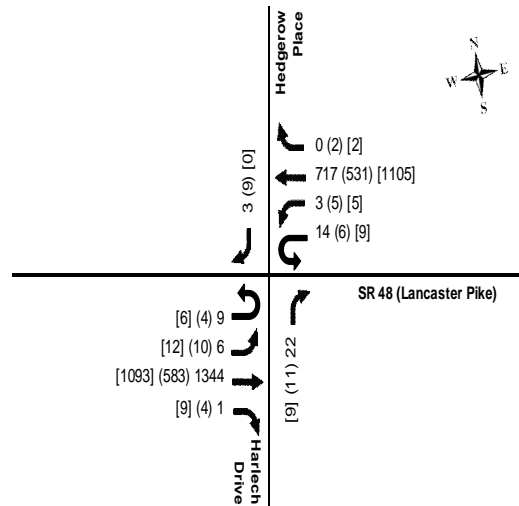 Hedgerow
Place
N
W
E
S
0 (2) [2]
717 (531) [1105]
3 (5) [5]
14 (6) [9]
3 (9) [0]
SR 48 (Lancaster Pike)
[6] (4) 9
[12] (10) 6
[1093] (583) 1344
[9] (4) 1
[9] (11) 22
Harlech
Drive